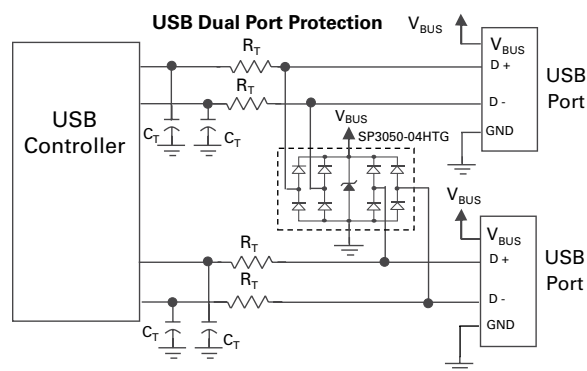 USB Dual Port Protection
V_BUS
R_T
V_BUS
D +
USB
Port
R_T
D -
USB
Controller
C_T
C_T
V_BUS
SP3050-04HTG
GND
V_BUS
R_T
V_BUS
D +
USB
Port
R_T
D -
C_T
C_T
GND